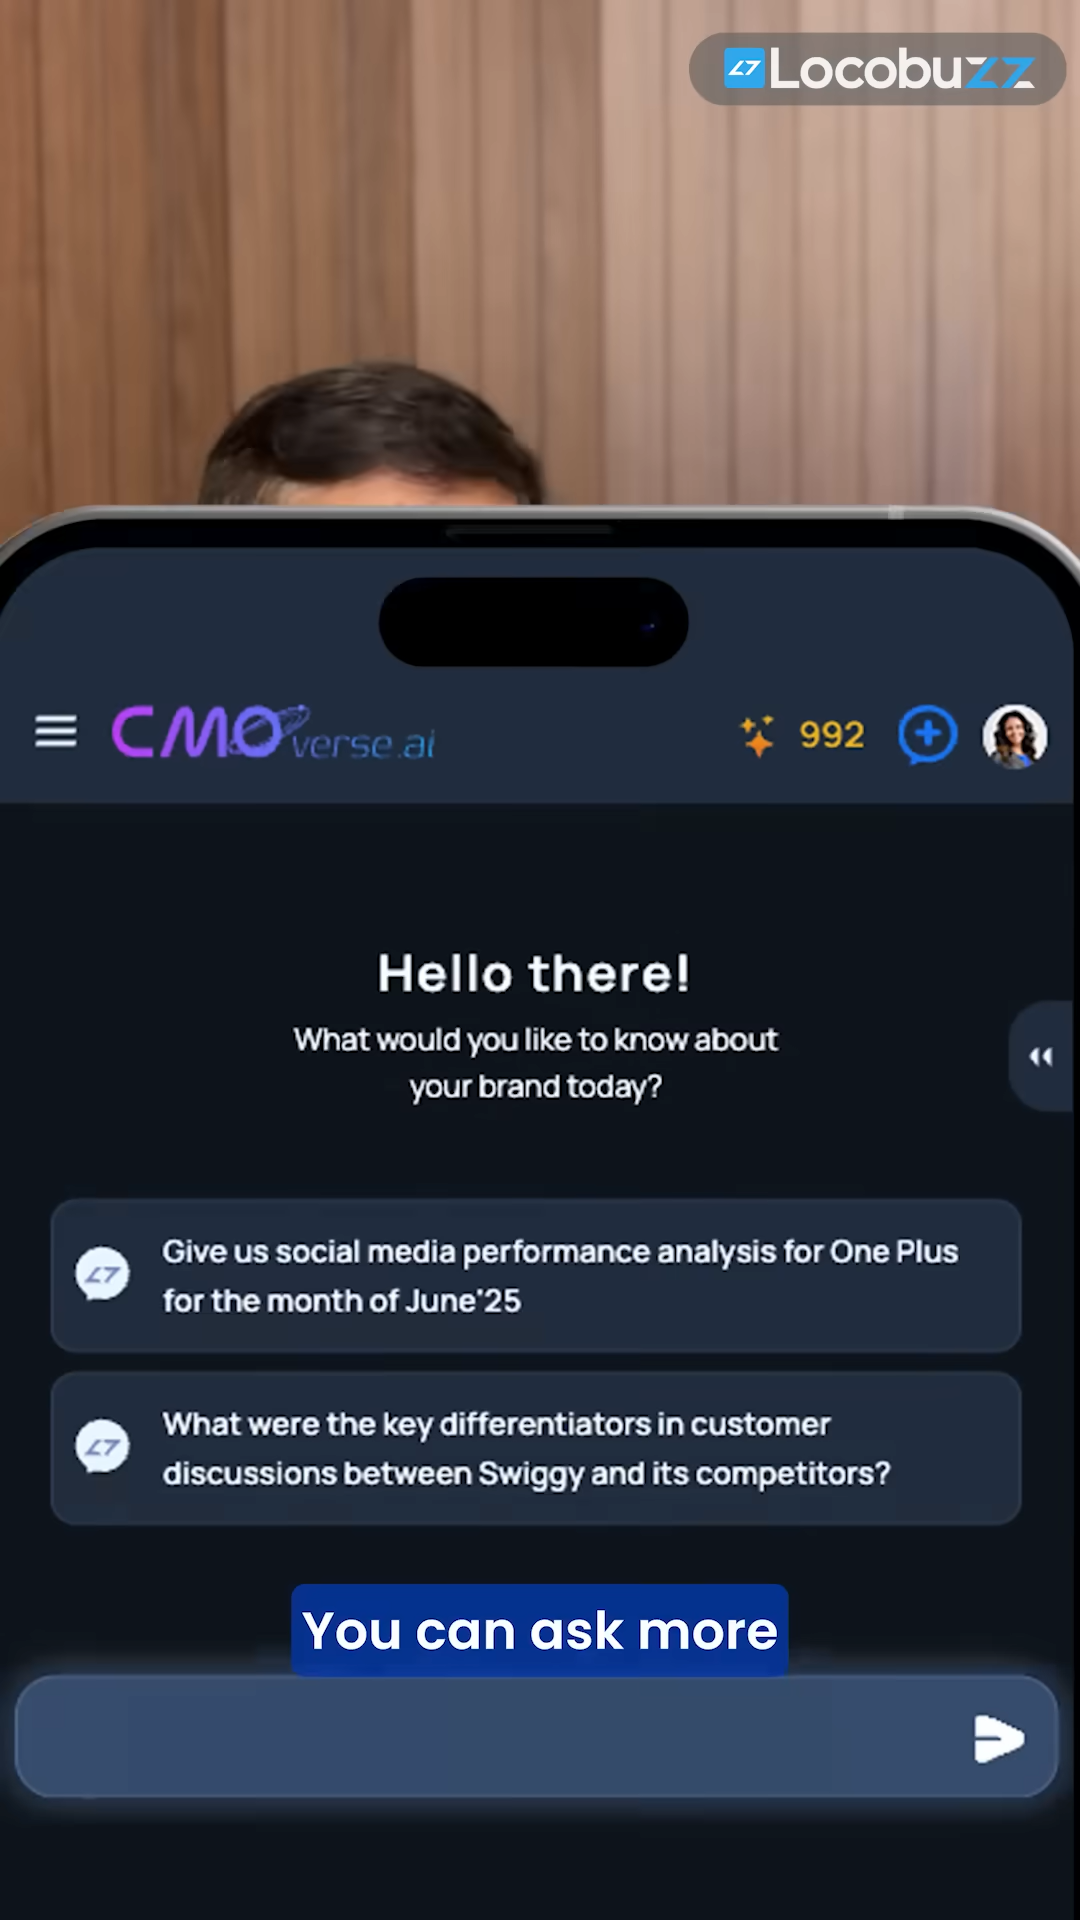 Locobuzz
CMOverse.ai
992
Hello there!
What would you like to know about
your brand today?
Give us social media performance analysis for One Plus
for the month of June'25
What were the key differentiators in customer
discussions between Swiggy and its competitors?
You can ask more